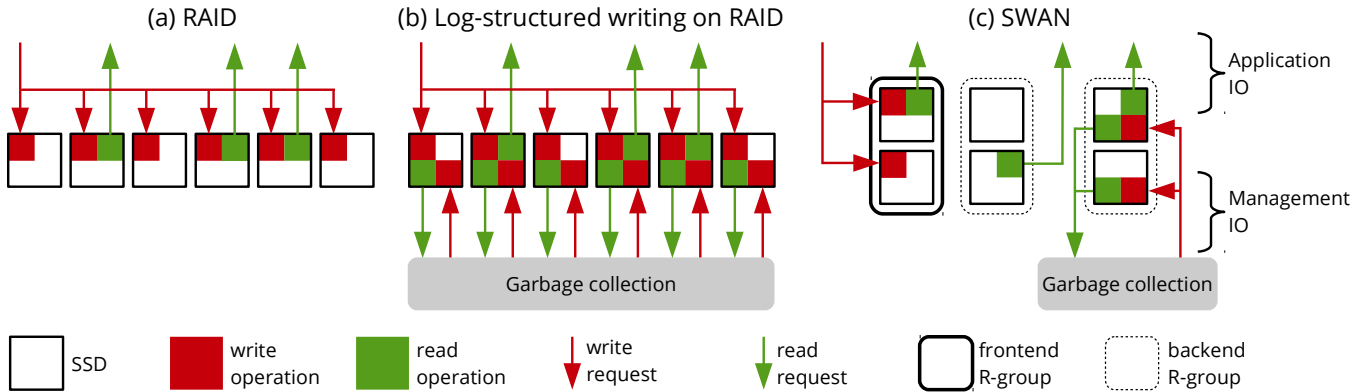 (a) RAID
(b) Log-structured writing on RAID
(c) SWAN
Application
IO
Management
IO
Garbage collection
Garbage collection
SSD
write
operation
read
operation
write
request
read
request
frontend
R-group
backend
R-group